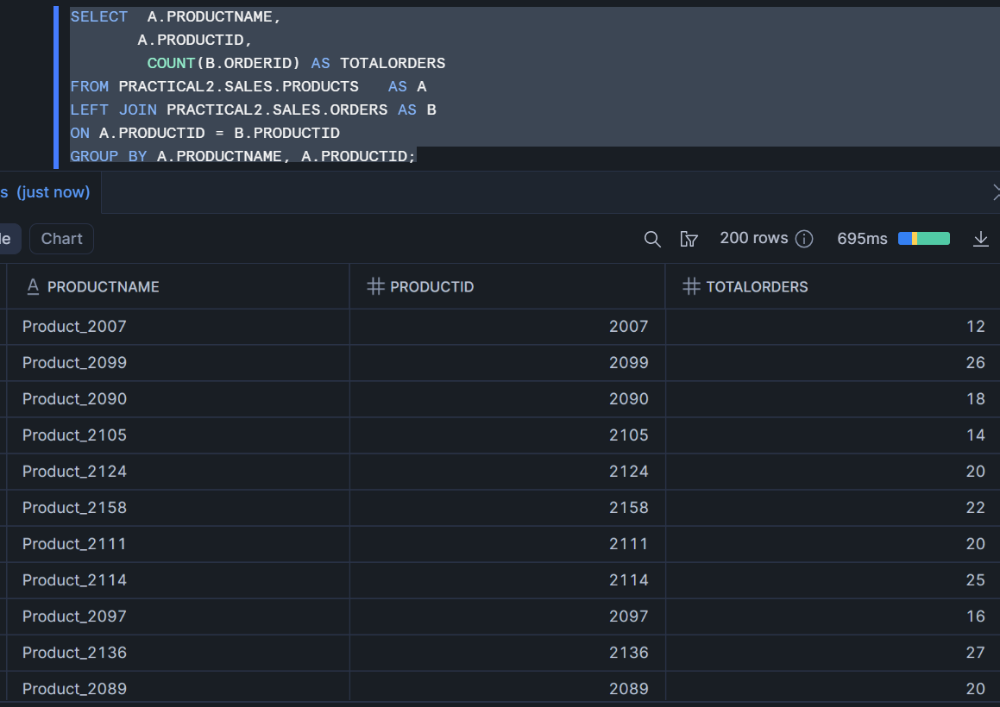 SELECT A.PRODUCTNAME,
A.PRODUCTID,
COUNT(B.ORDERID) AS TOTALORDERS
FROM PRACTICAL2.SALES.PRODUCTS AS A
LEFT JOIN PRACTICAL2.SALES.ORDERS AS B
ON A.PRODUCTID = B.PRODUCTID
GROUP BY A.PRODUCTNAME, A.PRODUCTID;
s (just now)
le Chart 200 rows 695ms
PRODUCTNAME PRODUCTID TOTALORDERS
Product_2007 2007 12
Product_2099 2099 26
Product_2090 2090 18
Product_2105 2105 14
Product_2124 2124 20
Product_2158 2158 22
Product_2111 2111 20
Product_2114 2114 25
Product_2097 2097 16
Product_2136 2136 27
Product_2089 2089 20